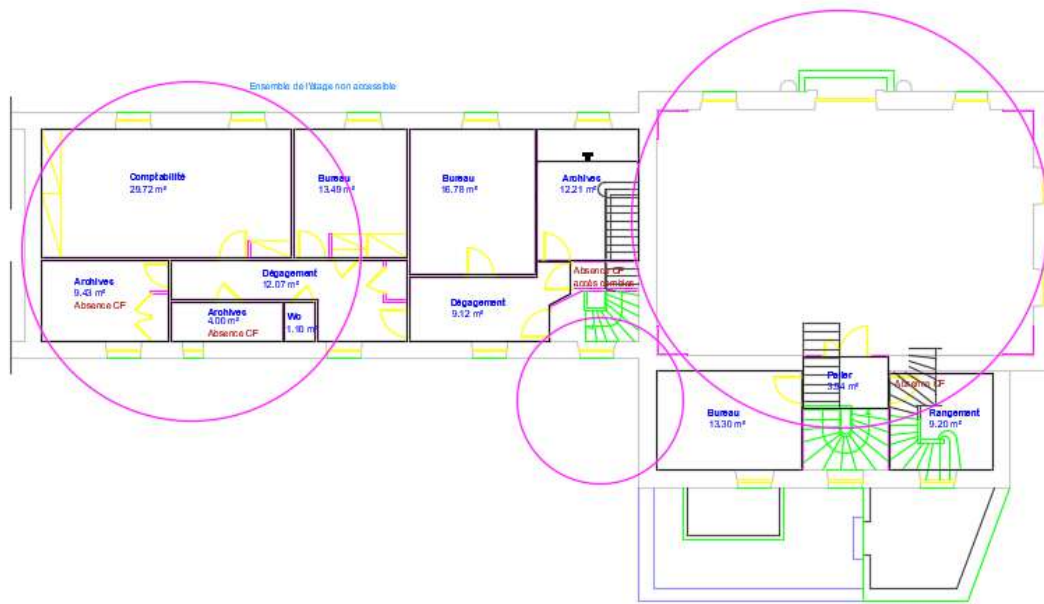 Ensemble de l'étage non accessible
Comptabilité
29.72 m²
Bureau
13.49 m²
Bureau
16.78 m²
Archives
12.21 m²
Archives
9.43 m²
Absence CF
Dégagement
12.07 m²
Archives
4.00 m²
Absence CF
Wc
1.10 m²
Dégagement
9.12 m²
Absence CF
accès combles
Palier
3.94 m²
Absence CF
Bureau
13.30 m²
Rangement
9.20 m²